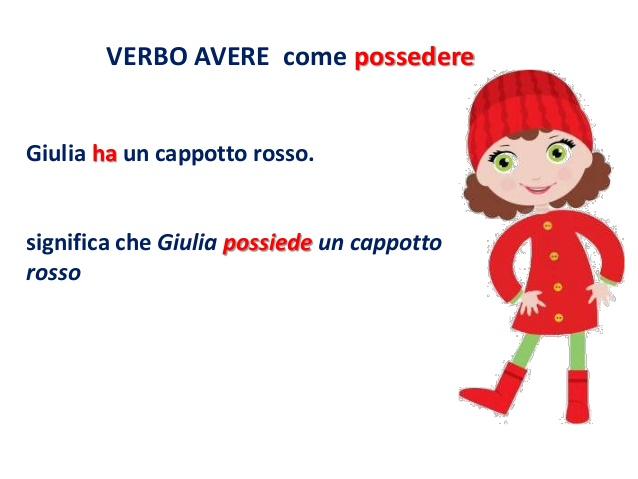 VERBO AVERE come possedere
Giulia ha un cappotto rosso.
significa che Giulia possiede un cappotto
rosso